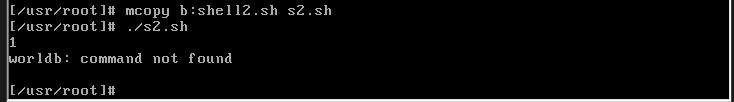 [/usr/root]# mcopy b:shell2.sh s2.sh
[/usr/root]# ./s2.sh
1
worldb: command not found
[/usr/root]#